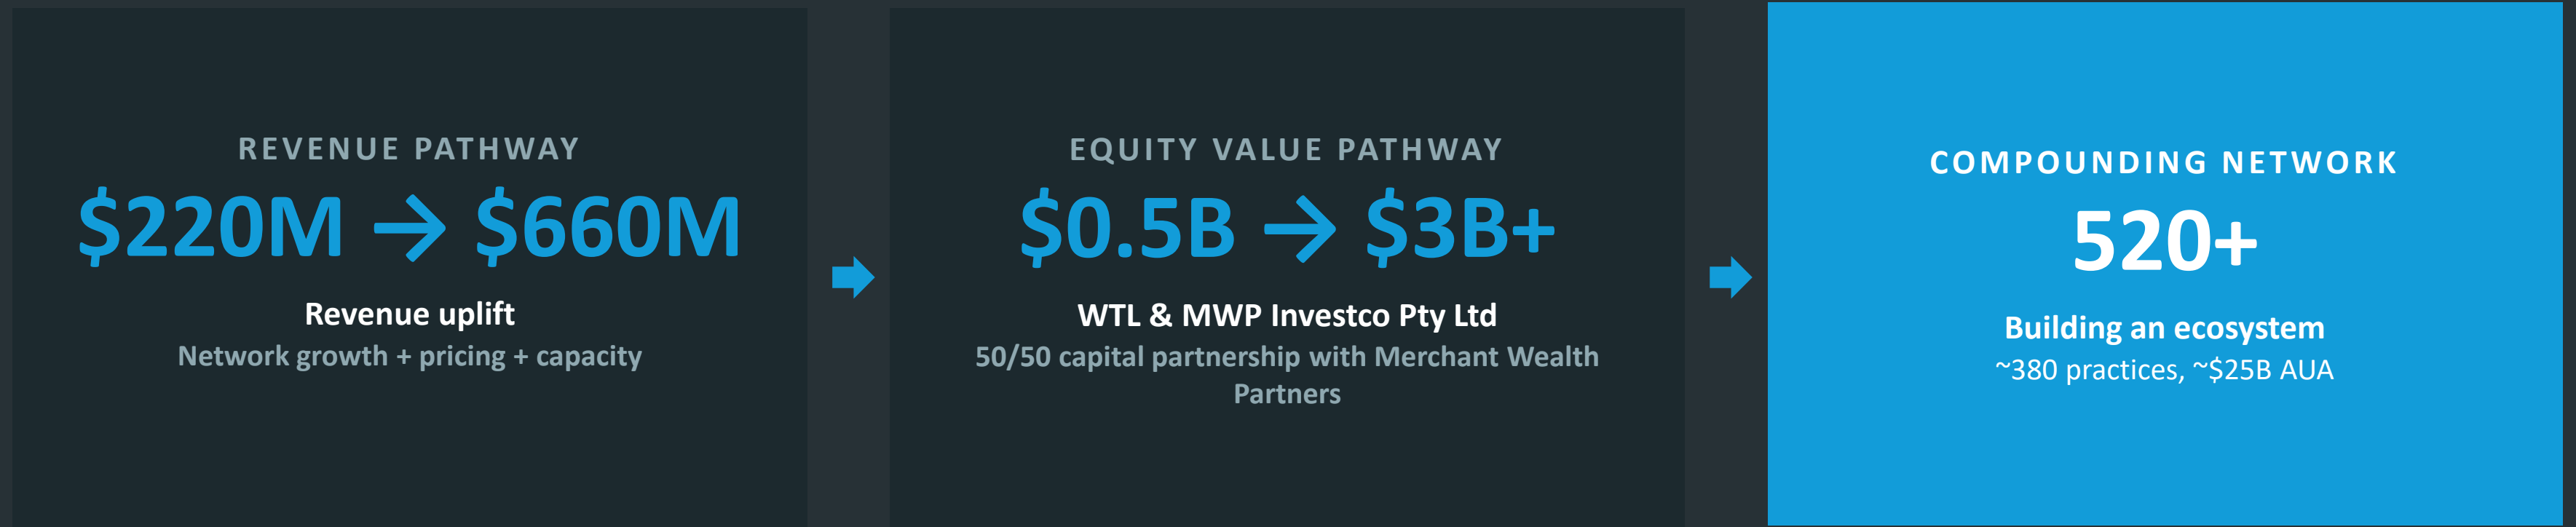 REVENUE PATHWAY
$220M → $660M
Revenue uplift
Network growth + pricing + capacity
EQUITY VALUE PATHWAY
$0.5B → $3B+
WTL & MWP Investco Pty Ltd
50/50 capital partnership with Merchant Wealth
Partners
COMPOUNDING NETWORK
520+
Building an ecosystem
~380 practices, ~$25B AUA